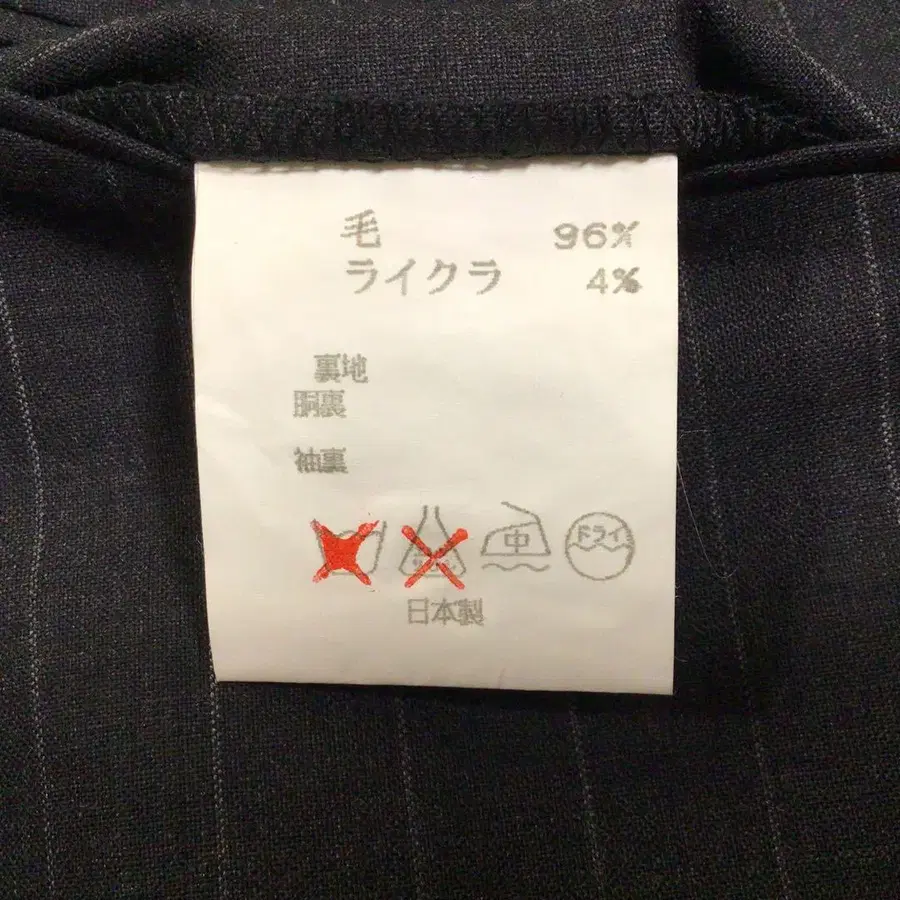 毛 96%
ライクラ 4%
裏地
胴裏
袖裏
中 ドライ
日本製